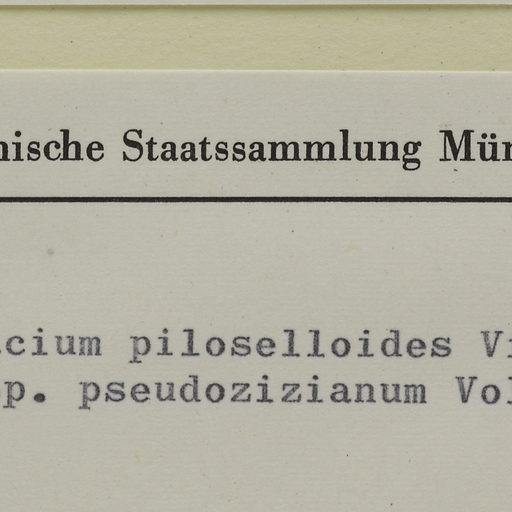 nische Staatssammlung Mün
cium piloselloides Vi
p. pseudozizianum Vol